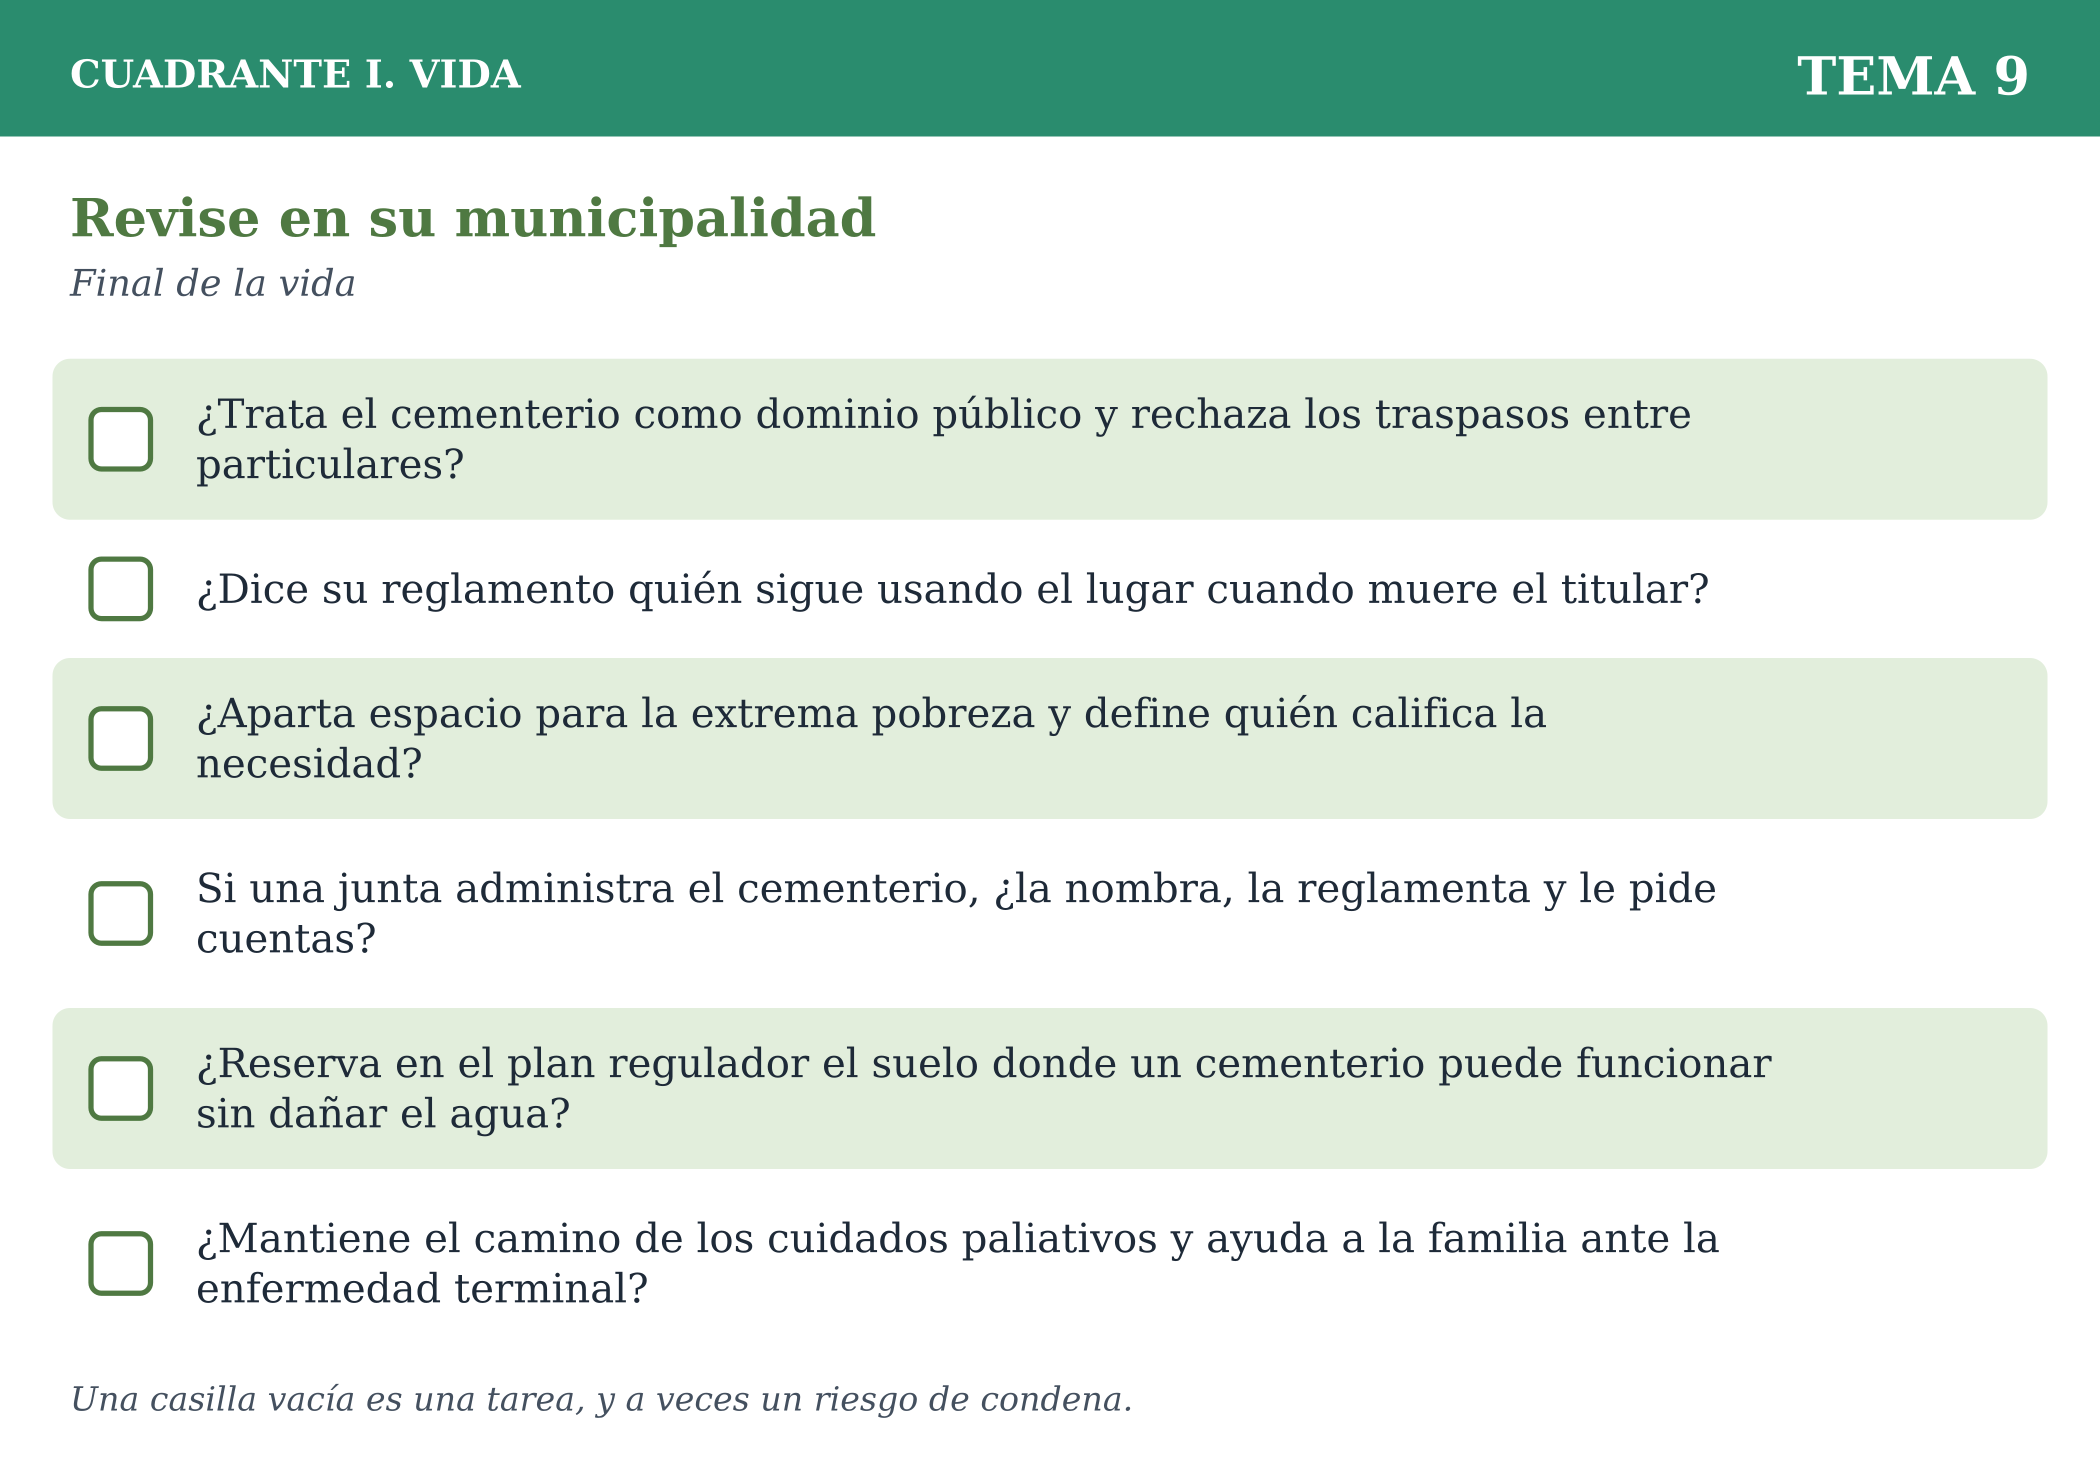 CUADRANTE I. VIDA
TEMA 9
Revise en su municipalidad
Final de la vida
¿Trata el cementerio como dominio público y rechaza los traspasos entre
particulares?
¿Dice su reglamento quién sigue usando el lugar cuando muere el titular?
¿Aparta espacio para la extrema pobreza y define quién califica la
necesidad?
Si una junta administra el cementerio, ¿la nombra, la reglamenta y le pide
cuentas?
¿Reserva en el plan regulador el suelo donde un cementerio puede funcionar
sin dañar el agua?
¿Mantiene el camino de los cuidados paliativos y ayuda a la familia ante la
enfermedad terminal?
Una casilla vacía es una tarea, y a veces un riesgo de condena.